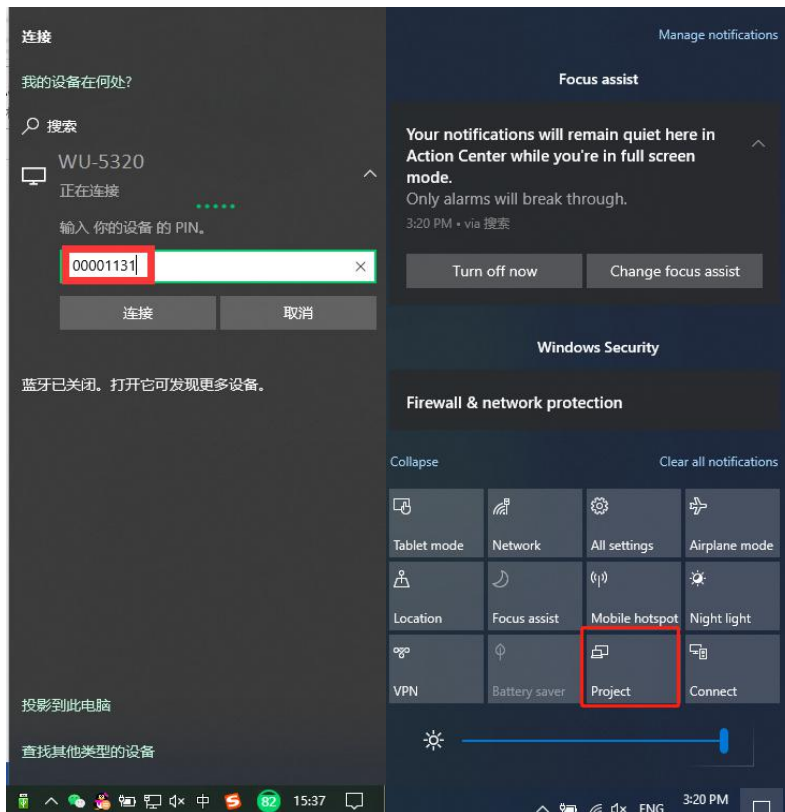 连接
我的设备在何处?
搜索
WU-5320
正在连接
输入 你的设备 的 PIN。
00001131
连接
取消
蓝牙已关闭。打开它可发现更多设备。
投影到此电脑
查找其他类型的设备
中
82
15:37
Manage notifications
Focus assist
Your notifications will remain quiet here in
Action Center while you're in full screen
mode.
Only alarms will break through.
3:20 PM • via 搜索
Turn off now
Change focus assist
Windows Security
Firewall & network protection
Collapse
Clear all notifications
Tablet mode
Network
All settings
Airplane mode
Location
Focus assist
Mobile hotspot
Night light
VPN
Battery saver
Project
Connect
ENG
3:20 PM